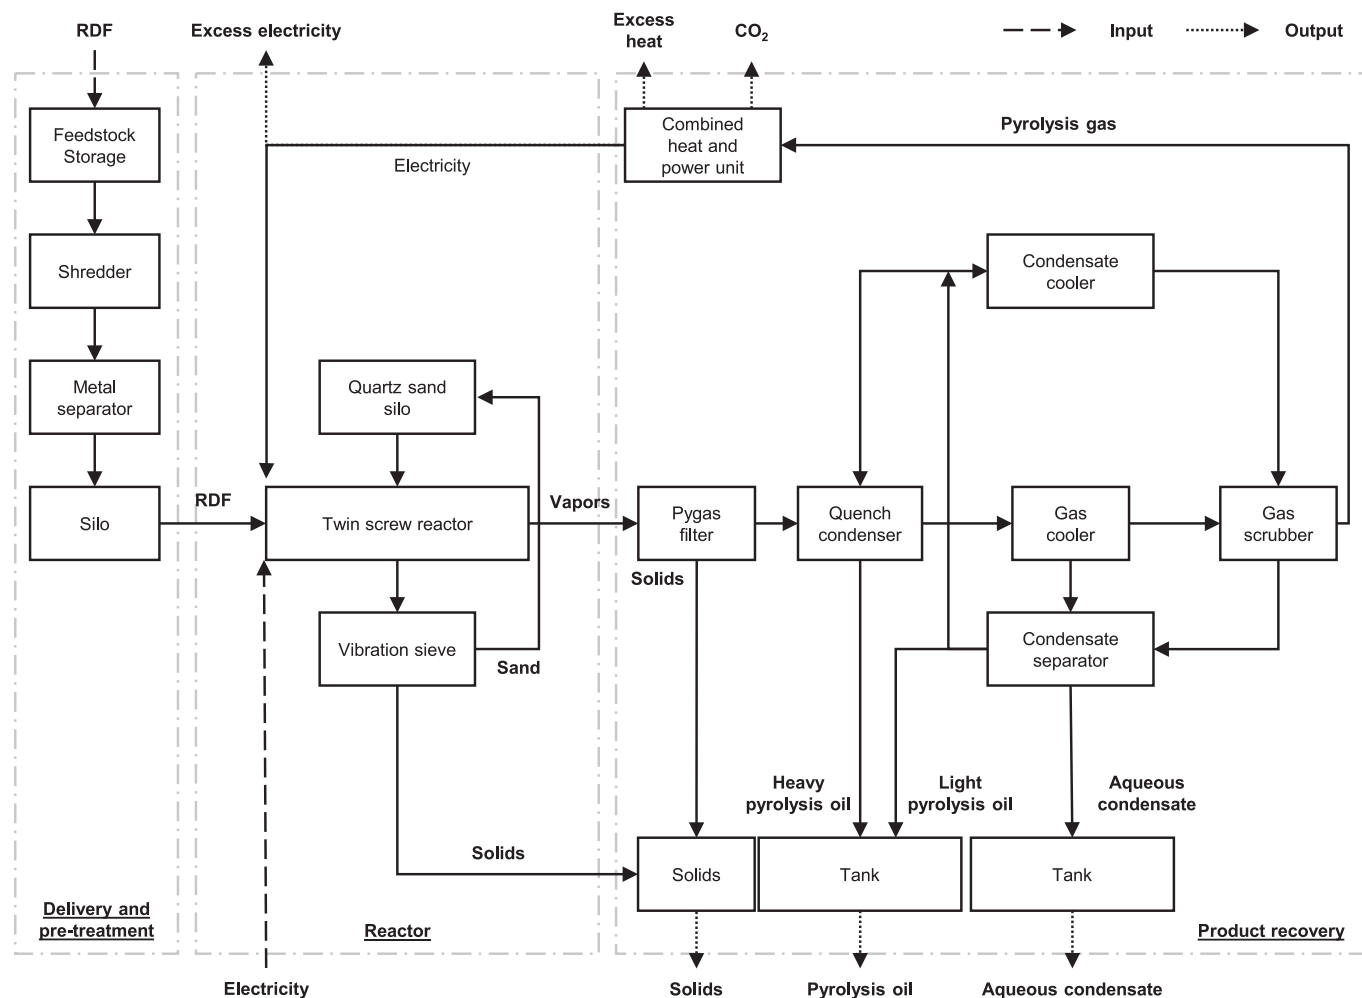 RDF
Excess electricity
Excess
heat
CO₂
Input
Output
Feedstock
Storage
Combined
heat and
power unit
Pyrolysis gas
Electricity
Shredder
Condensate
cooler
Metal
separator
Quartz sand
silo
Silo
RDF
Twin screw reactor
Vapors
Pygas
filter
Quench
condenser
Gas
cooler
Gas
scrubber
Solids
Vibration sieve
Sand
Condensate
separator
Heavy
pyrolysis oil
Light
pyrolysis oil
Aqueous
condensate
Solids
Solids
Tank
Tank
Delivery and
pre-treatment
Reactor
Product recovery
Electricity
Solids
Pyrolysis oil
Aqueous condensate